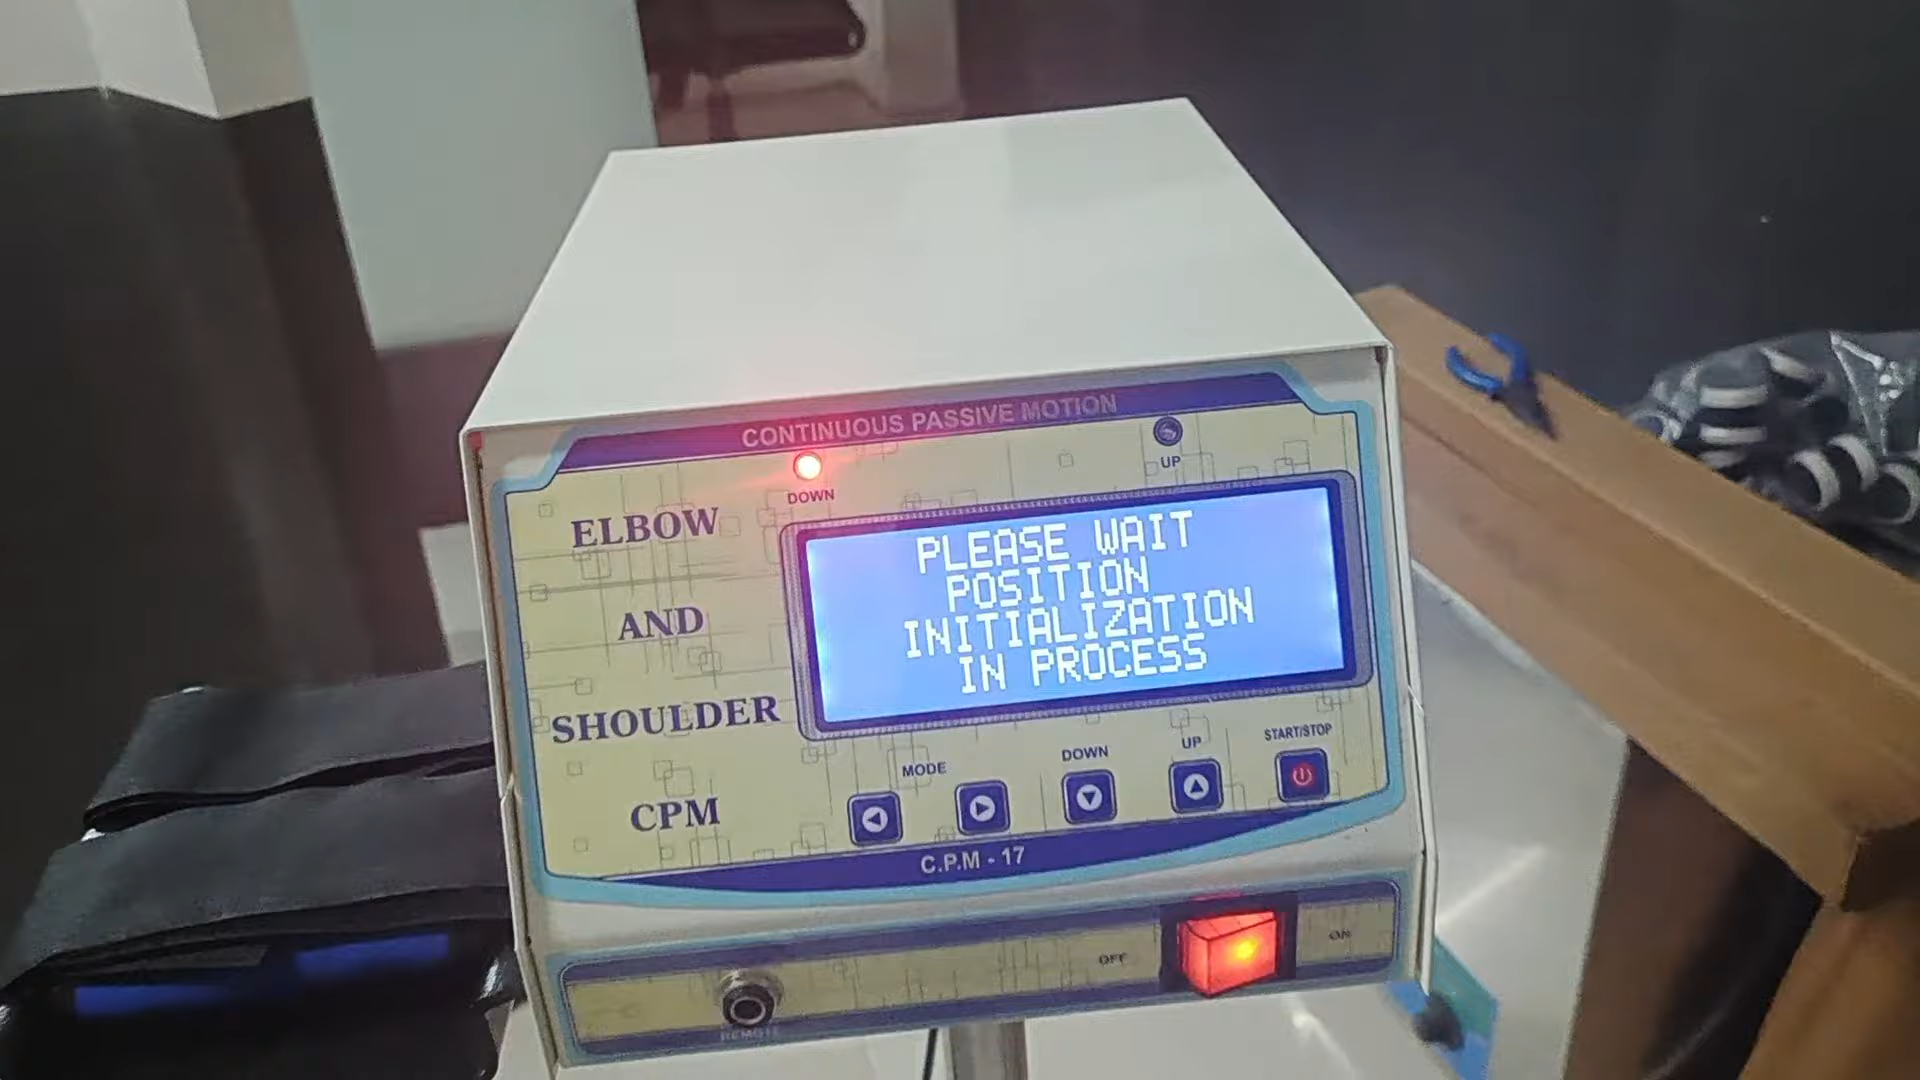 CONTINUOUS PASSIVE MOTION
DOWN
UP
ELBOW
AND
SHOULDER
CPM
PLEASE WAIT
POSITION
INITIALIZATION
IN PROCESS
MODE
DOWN
UP
START/STOP
C.P.M - 17
OFF
ON
REMOTE